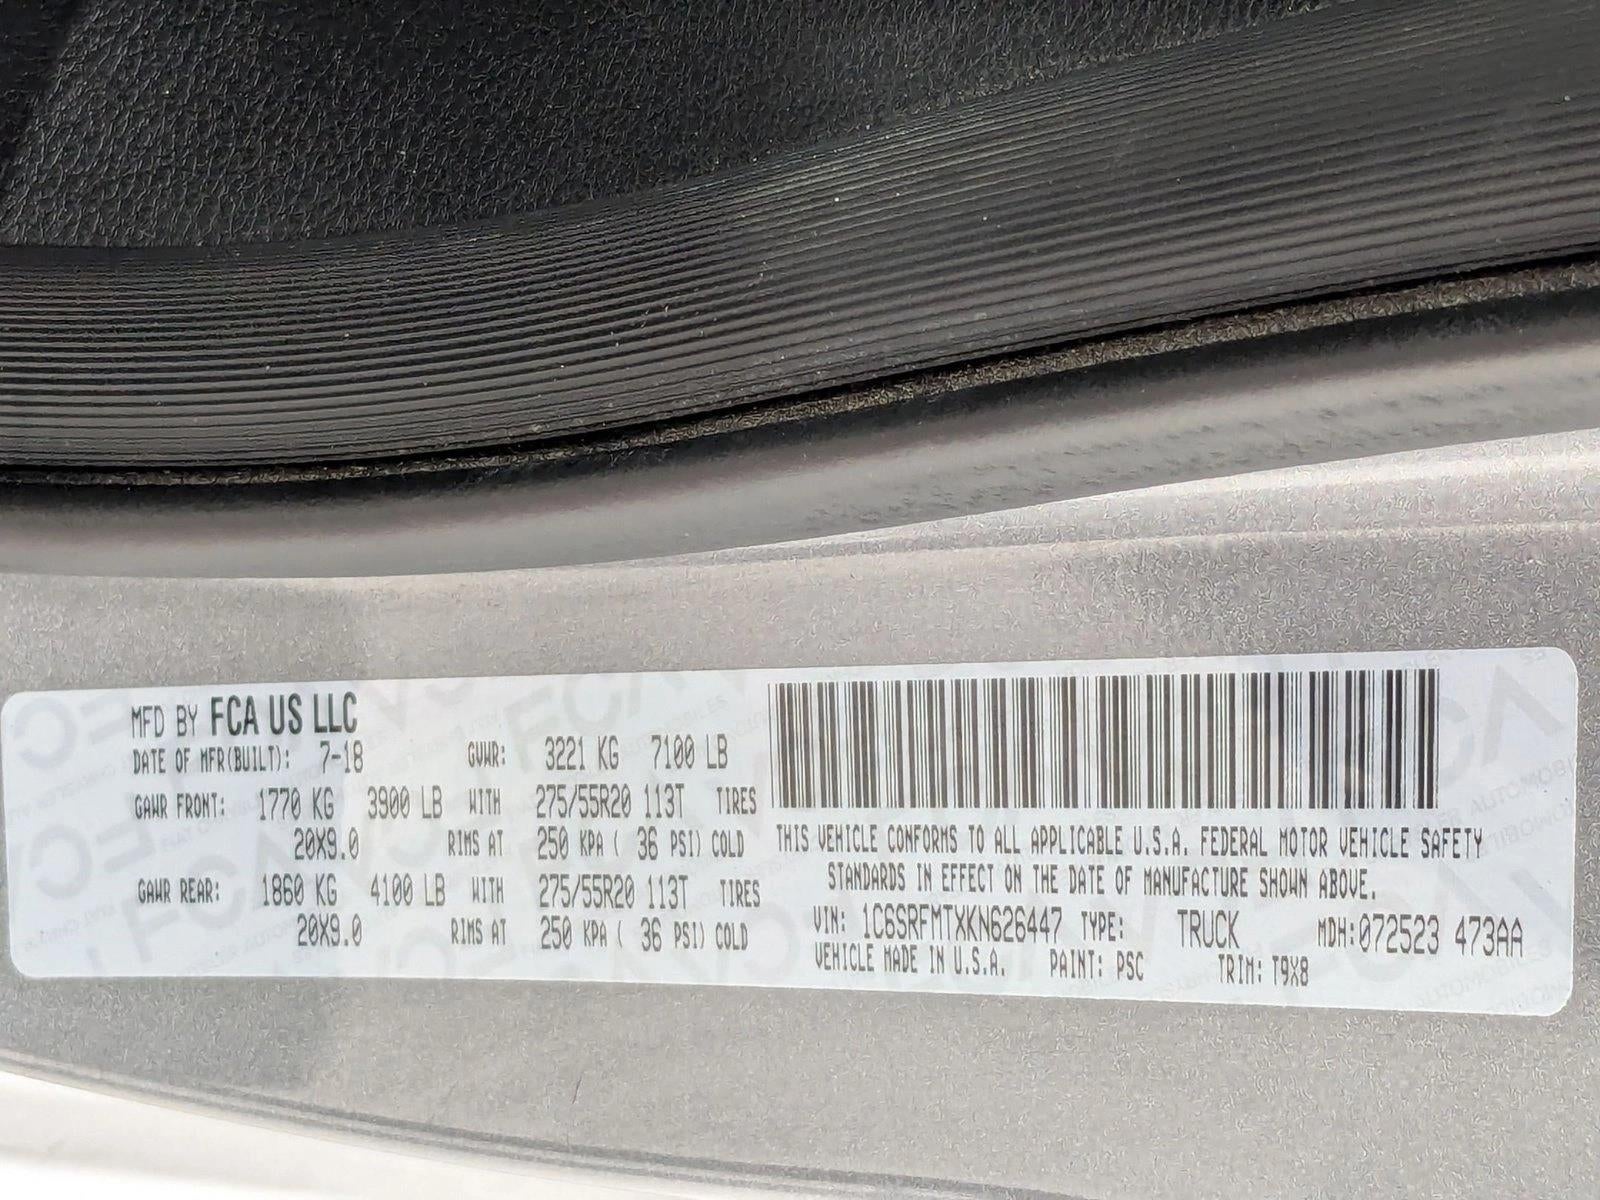 MFD BY FCA US LLC
DATE OF MFR(BUILT): 7-18 GVWR: 3221 KG 7100 LB
GAWR FRONT: 1770 KG 3900 LB WITH 275/55R20 113T TIRES
20X9.0 RIMS AT 250 KPA ( 36 PSI) COLD
GAWR REAR: 1860 KG 4100 LB WITH 275/55R20 113T TIRES
20X9.0 RIMS AT 250 KPA ( 36 PSI) COLD
THIS VEHICLE CONFORMS TO ALL APPLICABLE U.S.A. FEDERAL MOTOR VEHICLE SAFETY
STANDARDS IN EFFECT ON THE DATE OF MANUFACTURE SHOWN ABOVE.
VIN: 1C6SRFMTXKN626447 TYPE: TRUCK MDH:072523 473AA
VEHICLE MADE IN U.S.A. PAINT: PSC TRIM: T9X8